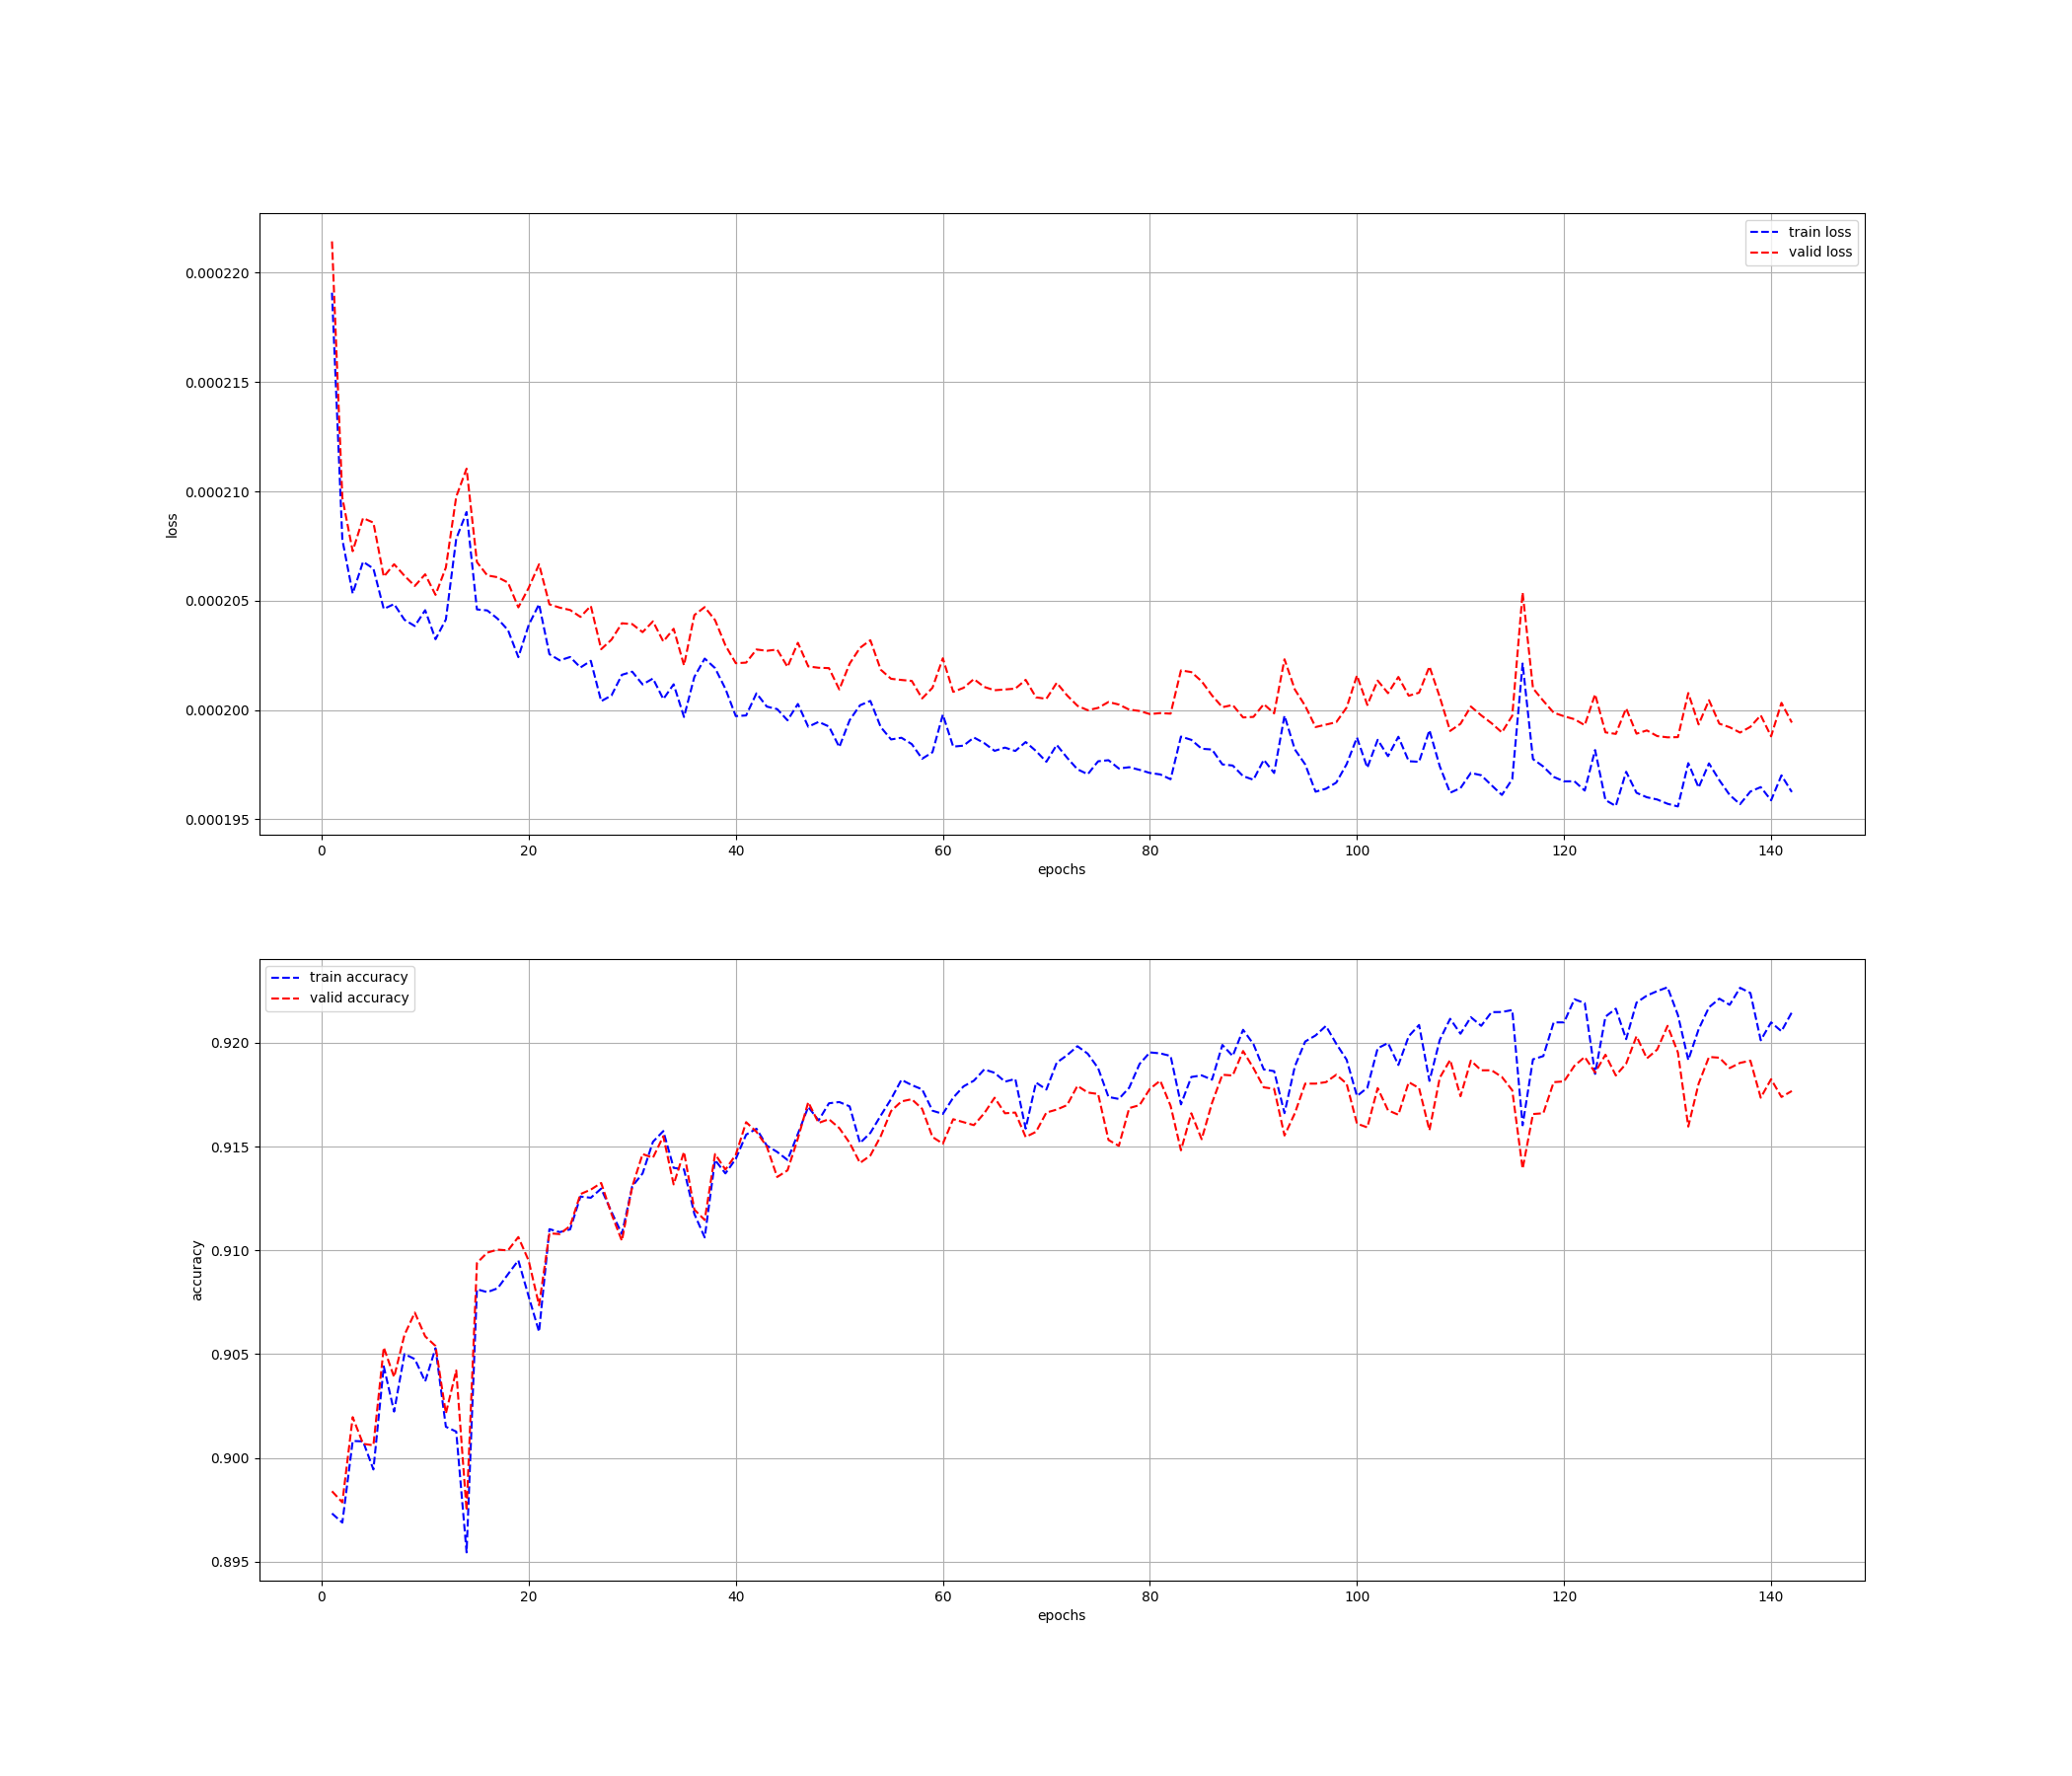 train loss
valid loss
0.000220
0.000215
0.000210
0.000205
0.000200
0.000195
loss
0 20 40 60 80 100 120 140
epochs
train accuracy
valid accuracy
0.920
0.915
0.910
0.905
0.900
0.895
accuracy
0 20 40 60 80 100 120 140
epochs